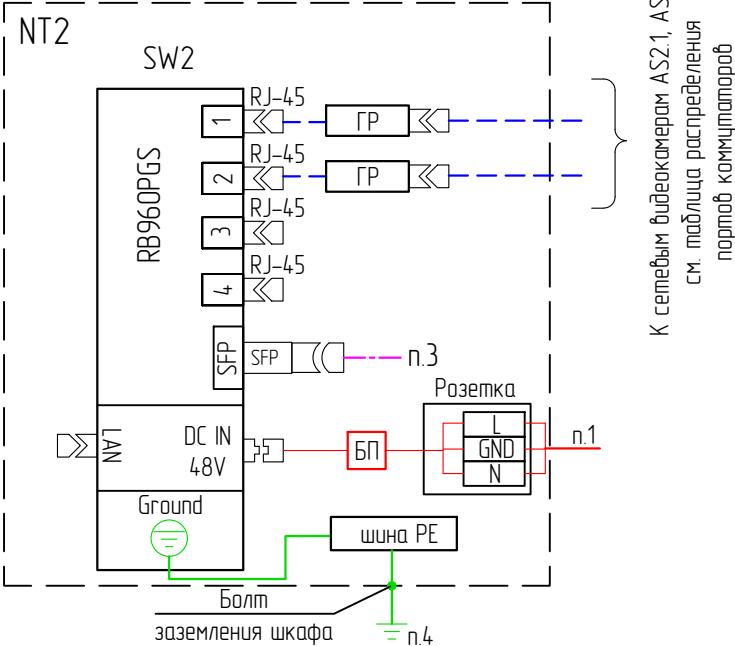 NT2
SW2
RB960PGS
1
RJ-45
ГР
2
RJ-45
ГР
3
RJ-45
4
RJ-45
SFP
SFP
п.3
К сетевым видеокамерам AS2.1,
см. таблица распределения
портов коммутаторов
LAN
DC IN
48V
БП
Розетка
L
GND
N
п.1
Ground
шина PE
Болт
заземления шкафа
п.4